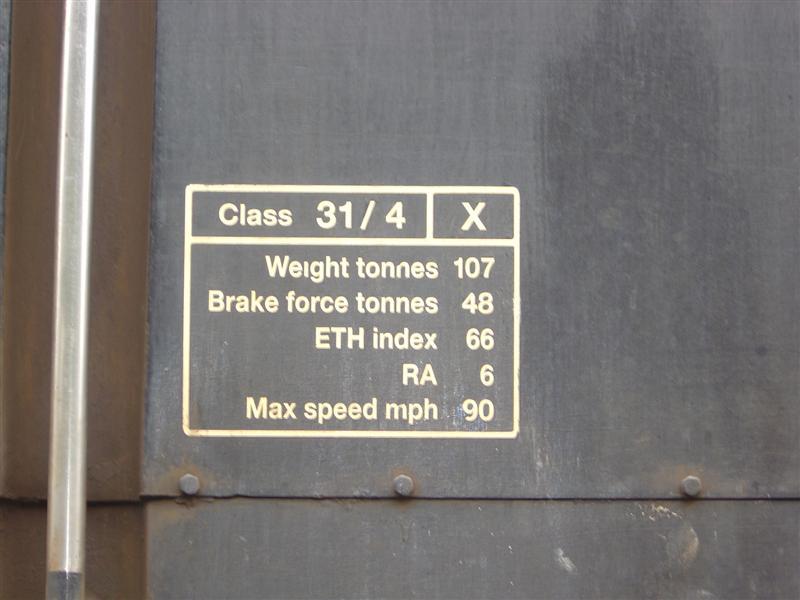 Class 31/4 X
Weight tonnes 107
Brake force tonnes 48
ETH index 66
RA 6
Max speed mph 90